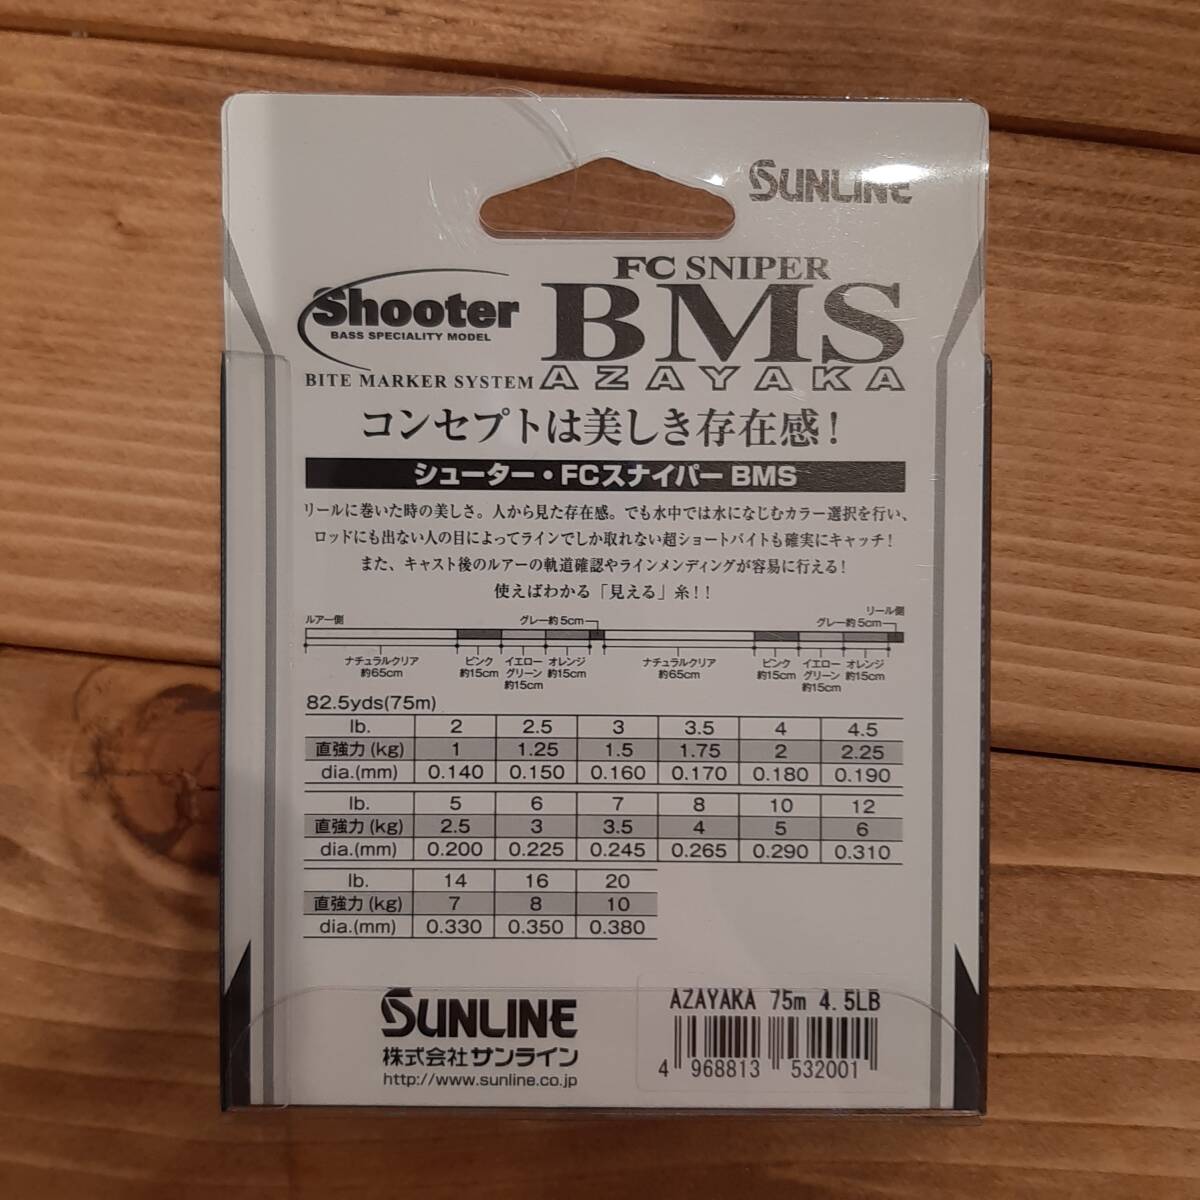 SUNLINE
FC SNIPER
Shooter
BASS SPECIALITY MODEL
BMS
BITE MARKER SYSTEM AZAYAKA
コンセプトは美しき存在感!
シューター・FCスナイパー BMS
リールに巻いた時の美しさ。人から見た存在感。でも水中では水になじむカラー選択を行い、
ロッドにも出ない人の目によってラインでしか取れない超ショートバイトも確実にキャッチ!
また、キャスト後のルアーの軌道確認やラインメンディングが容易に行える!
使えばわかる「見える」糸!!
リール側
ルアー側 グレー約5cm グレー約5cm
ナチュラルクリア ピンク イエロー オレンジ ナチュラルクリア ピンク イエロー オレンジ
約65cm 約15cm グリーン 約15cm 約65cm 約15cm グリーン 約15cm
約15cm 約15cm
82.5yds(75m)
lb. 2 2.5 3 3.5 4 4.5
直強力(kg) 1 1.25 1.5 1.75 2 2.25
dia.(mm) 0.140 0.150 0.160 0.170 0.180 0.190
lb. 5 6 7 8 10 12
直強力(kg) 2.5 3 3.5 4 5 6
dia.(mm) 0.200 0.225 0.245 0.265 0.290 0.310
lb. 14 16 20
直強力(kg) 7 8 10
dia.(mm) 0.330 0.350 0.380
SUNLINE
株式会社サンライン
http://www.sunline.co.jp
AZAYAKA 75m 4.5LB
4 968813 532001